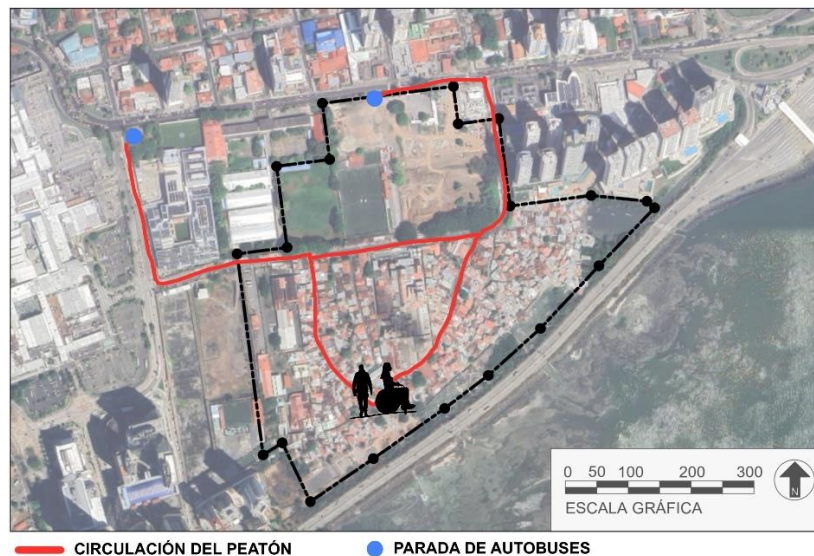 0 50 100 200 300
ESCALA GRÁFICA
N
CIRCULACIÓN DEL PEATÓN
PARADA DE AUTOBUSES